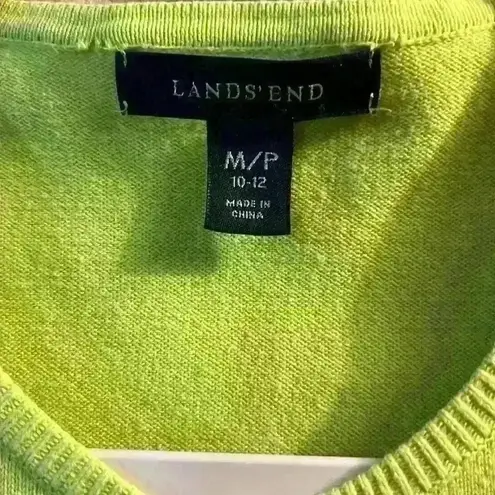 LANDS' END
M/P
10-12
MADE IN
CHINA